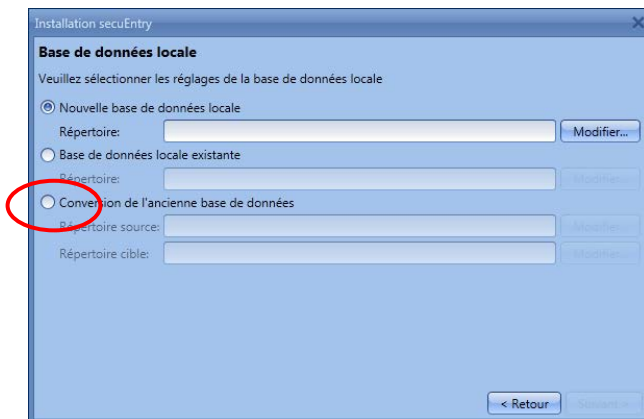 Installation secuEntry
Base de données locale
Veuillez sélectionner les réglages de la base de données locale
Nouvelle base de données locale
Répertoire: Modifier...
Base de données locale existante
Répertoire: Modifier...
Conversion de l'ancienne base de données
Répertoire source: Modifier...
Répertoire cible: Modifier...
< Retour Suivant >